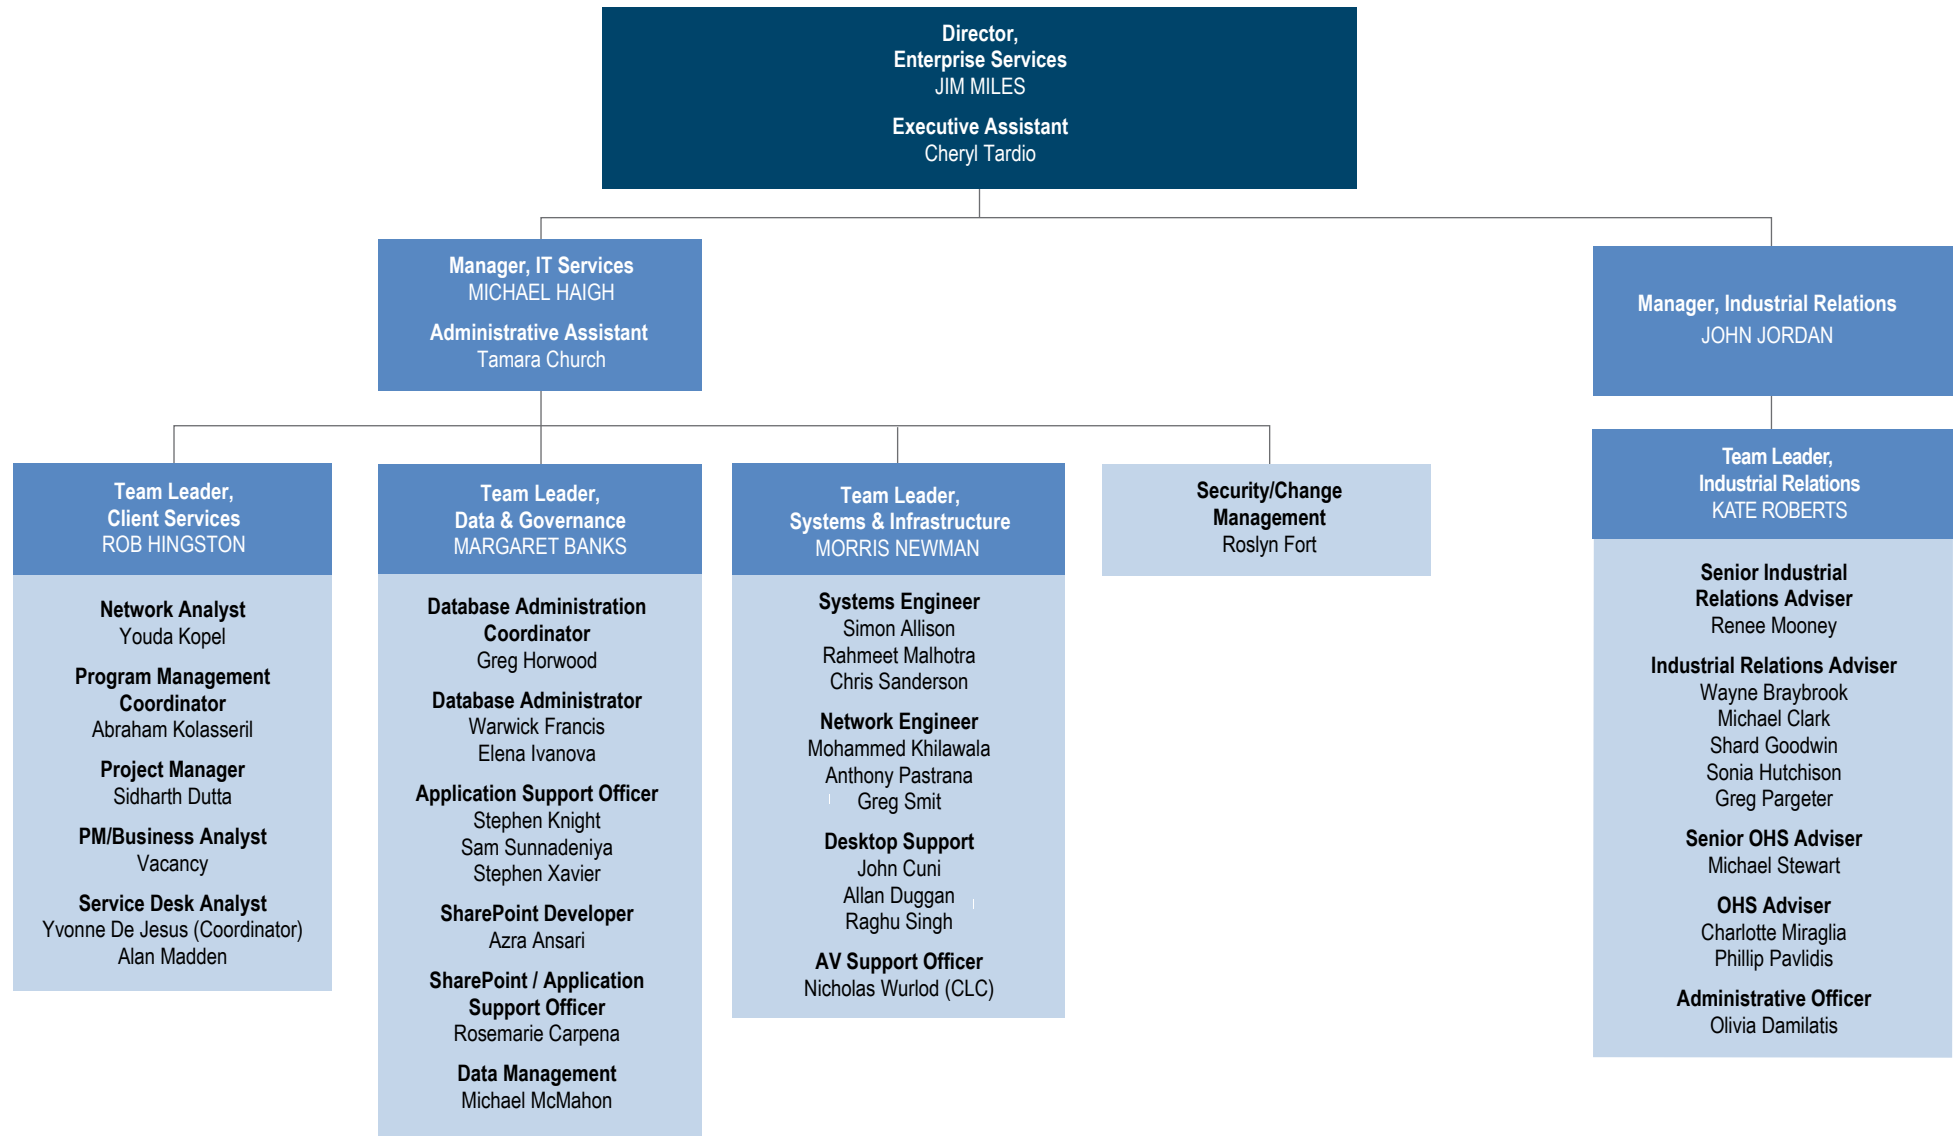 Director,
Enterprise Services
JIM MILES
Executive Assistant
Cheryl Tardio
Manager, IT Services
MICHAEL HAIGH
Administrative Assistant
Tamara Church
Manager, Industrial Relations
JOHN JORDAN
Team Leader,
Client Services
ROB HINGSTON
Network Analyst
Youda Kopel
Program Management
Coordinator
Abraham Kolasseril
Project Manager
Sidharth Dutta
PM/Business Analyst
Vacancy
Service Desk Analyst
Yvonne De Jesus (Coordinator)
Alan Madden
Team Leader,
Data & Governance
MARGARET BANKS
Database Administration
Coordinator
Greg Horwood
Database Administrator
Warwick Francis
Elena Ivanova
Application Support Officer
Stephen Knight
Sam Sunnadeniya
Stephen Xavier
SharePoint Developer
Azra Ansari
SharePoint / Application
Support Officer
Rosemarie Carpena
Data Management
Michael McMahon
Team Leader,
Systems & Infrastructure
MORRIS NEWMAN
Systems Engineer
Simon Allison
Rahmeet Malhotra
Chris Sanderson
Network Engineer
Mohammed Khilawala
Anthony Pastrana
Greg Smit
Desktop Support
John Cuni
Allan Duggan
Raghu Singh
AV Support Officer
Nicholas Wurlod (CLC)
Security/Change
Management
Roslyn Fort
Team Leader,
Industrial Relations
KATE ROBERTS
Senior Industrial
Relations Adviser
Renee Mooney
Industrial Relations Adviser
Wayne Braybrook
Michael Clark
Shard Goodwin
Sonia Hutchison
Greg Pargeter
Senior OHS Adviser
Michael Stewart
OHS Adviser
Charlotte Miraglia
Phillip Pavlidis
Administrative Officer
Olivia Damilatis